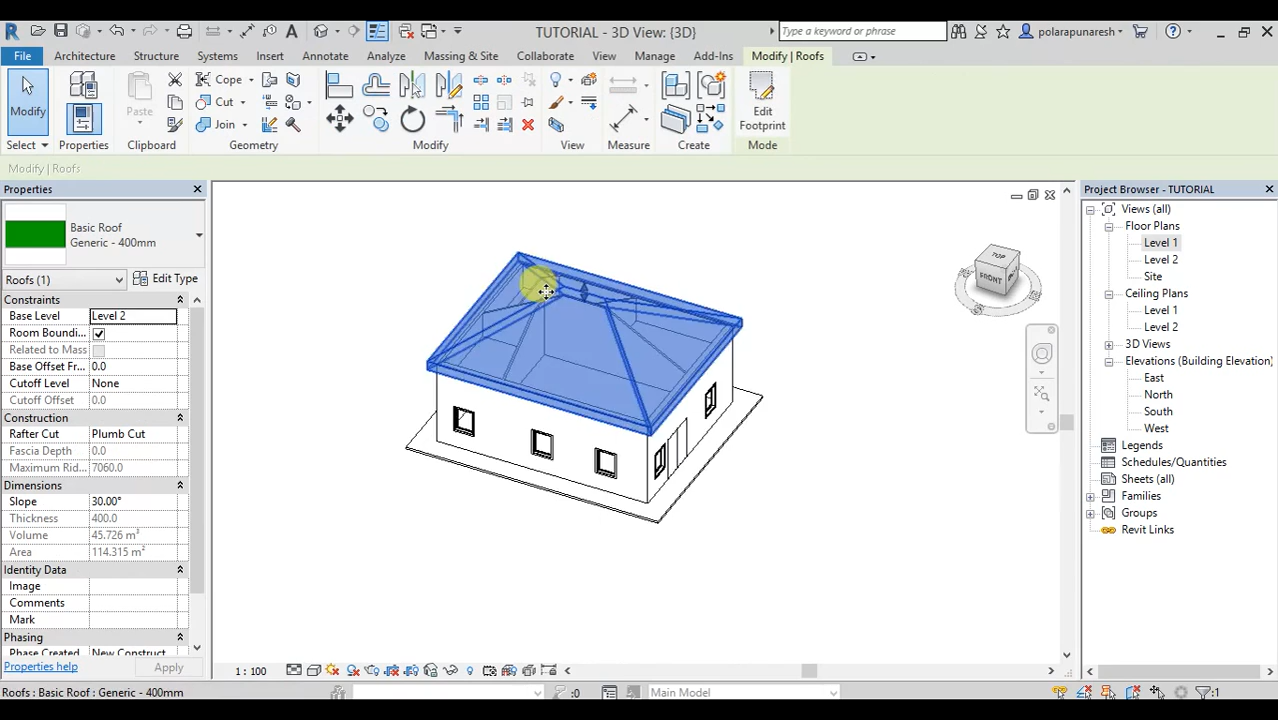 TUTORIAL - 3D View: {3D}
Type a keyword or phrase
polarapunaresh
File Architecture Structure Systems Insert Annotate Analyze Massing & Site Collaborate View Manage Add-Ins Modify | Roofs
Modify
Select
Properties
Paste
Clipboard
Cope
Cut
Join
Geometry
Modify
View
Measure
Create
Edit
Footprint
Mode
Modify | Roofs
Properties
Basic Roof
Generic - 400mm
Roofs (1)
Edit Type
Constraints
Base Level Level 2
Room Boundi...
Related to Mass
Base Offset Fr... 0.0
Cutoff Level None
Cutoff Offset 0.0
Construction
Rafter Cut Plumb Cut
Fascia Depth 0.0
Maximum Rid... 7060.0
Dimensions
Slope 30.00°
Thickness 400.0
Volume 45.726 m³
Area 114.315 m²
Identity Data
Image
Comments
Mark
Phasing
Phase Created New Construct
Properties help
Apply
TOP
FRONT
Project Browser - TUTORIAL
Views (all)
Floor Plans
Level 1
Level 2
Site
Ceiling Plans
Level 1
Level 2
3D Views
Elevations (Building Elevation)
East
North
South
West
Legends
Schedules/Quantities
Sheets (all)
Families
Groups
Revit Links
1 : 100
Roofs : Basic Roof : Generic - 400mm
:0
Main Model
:1